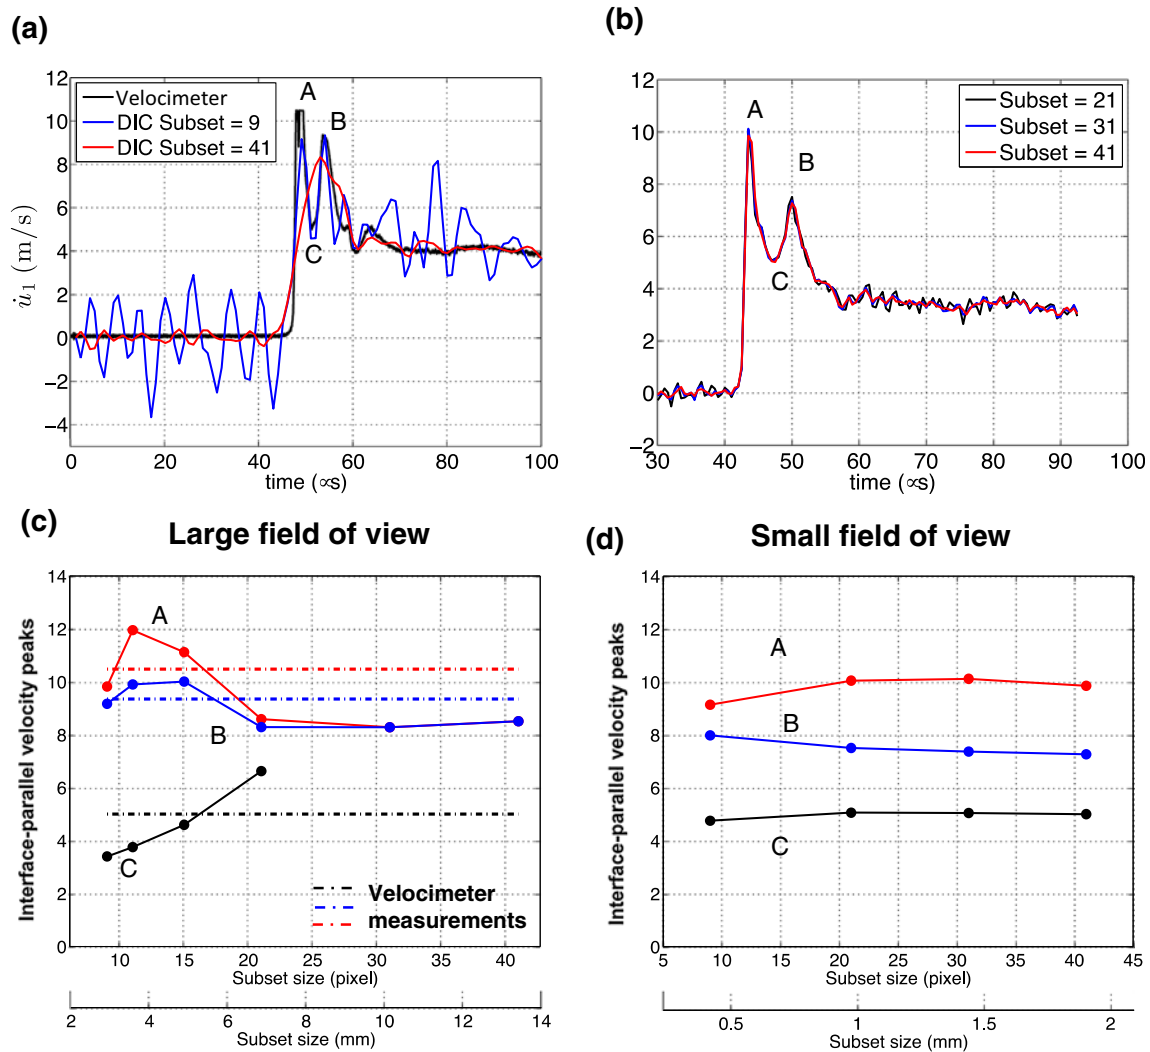 (a)
12
10
8
6
4
2
0
−2
−4
u̇₁ (m/s)
Velocimeter
DIC Subset = 9
DIC Subset = 41
A
B
C
0 20 40 60 80 100
time (∝s)
(b)
12
10
8
6
4
2
0
−2
Subset = 21
Subset = 31
Subset = 41
A
B
C
30 40 50 60 70 80 90 100
time (∝s)
(c)
Large field of view
14
12
10
8
6
4
2
0
Interface-parallel velocity peaks
A
B
C
Velocimeter
measurements
10 15 20 25 30 35 40
Subset size (pixel)
2 4 6 8 10 12 14
Subset size (mm)
(d)
Small field of view
14
12
10
8
6
4
2
0
Interface-parallel velocity peaks
A
B
C
5 10 15 20 25 30 35 40 45
Subset size (pixel)
0.5 1 1.5 2
Subset size (mm)